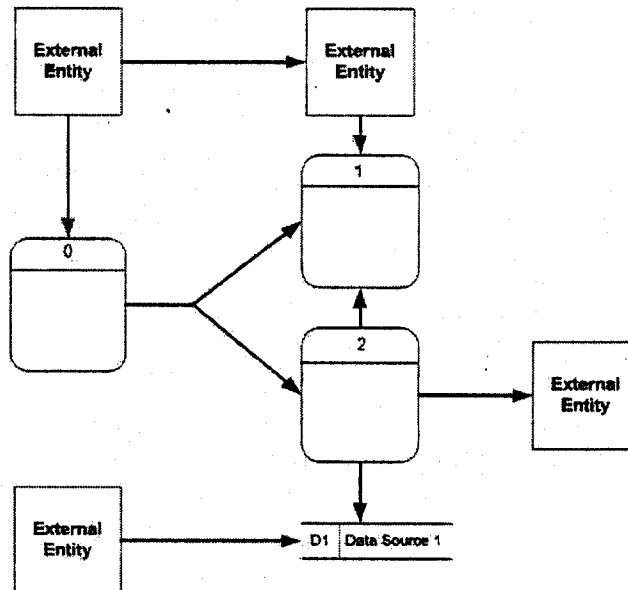 External
Entity
External
Entity
1
0
2
External
Entity
External
Entity
D1 Data Source 1